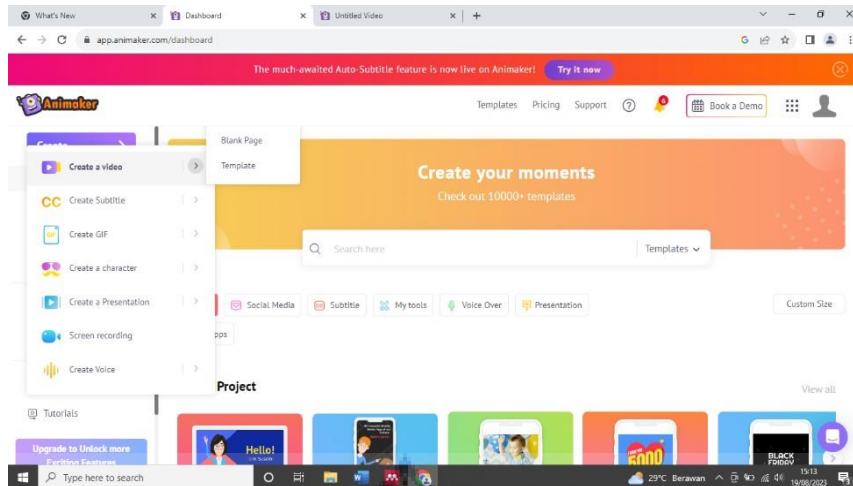 What's New
Dashboard
Untitled Video
app.animaker.com/dashboard
The much-awaited Auto-Subtitle feature is now live on Animaker!
Try it now
Animaker
Templates
Pricing
Support
6
Book a Demo
Create
Create a video
Blank Page
Template
CC Create Subtitle
GIF
Create GIF
Create a character
Create a Presentation
Screen recording
Create Voice
Create your moments
Check out 10000+ templates
Search here
Templates
Social Media
Subtitle
My tools
Voice Over
Presentation
Custom Size
pps
Project
View all
Tutorials
Upgrade to Unlock more
Exciting Features
Hello!
5000
BLACK
FRIDAY
Type here to search
29°C Berawan
15:13
19/08/2023